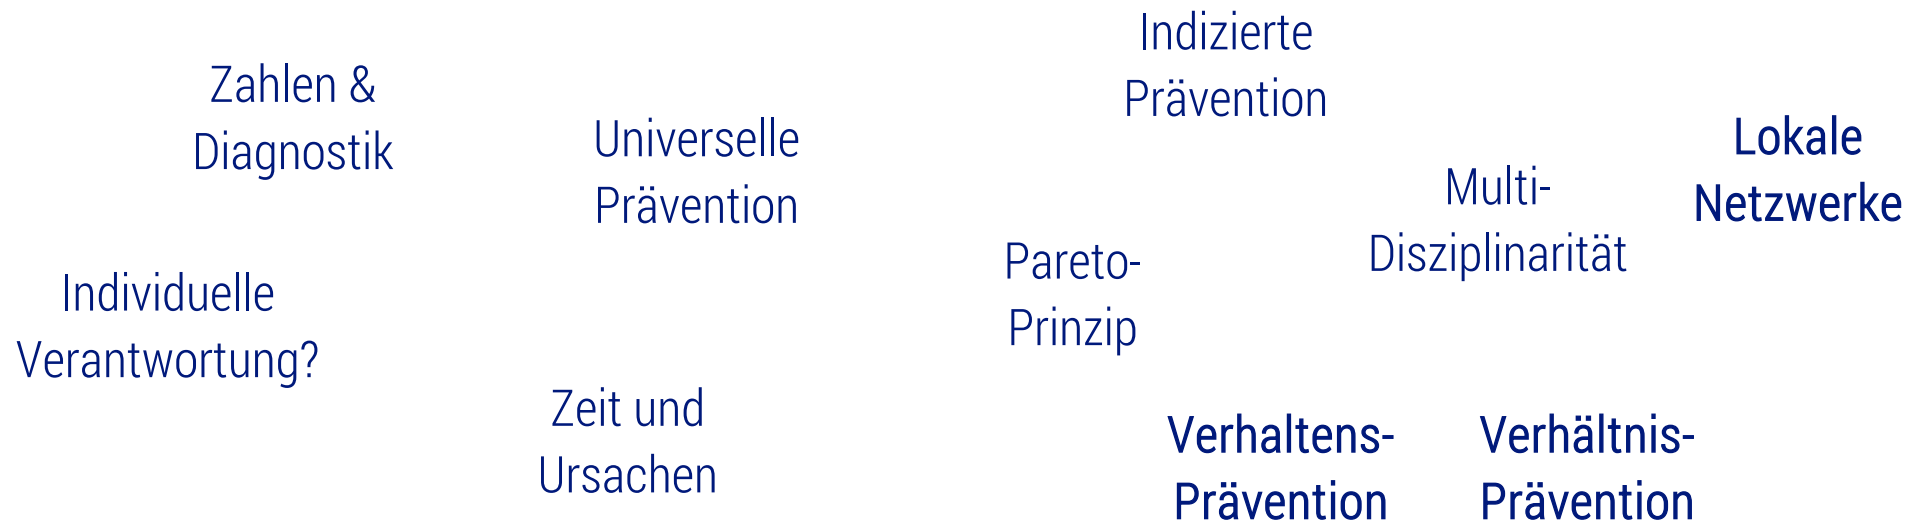 Indizierte
Prävention
Zahlen &
Diagnostik
Universelle
Prävention
Lokale
Netzwerke
Multi-
Disziplinarität
Pareto-
Prinzip
Individuelle
Verantwortung?
Zeit und
Ursachen
Verhaltens-
Prävention
Verhältnis-
Prävention